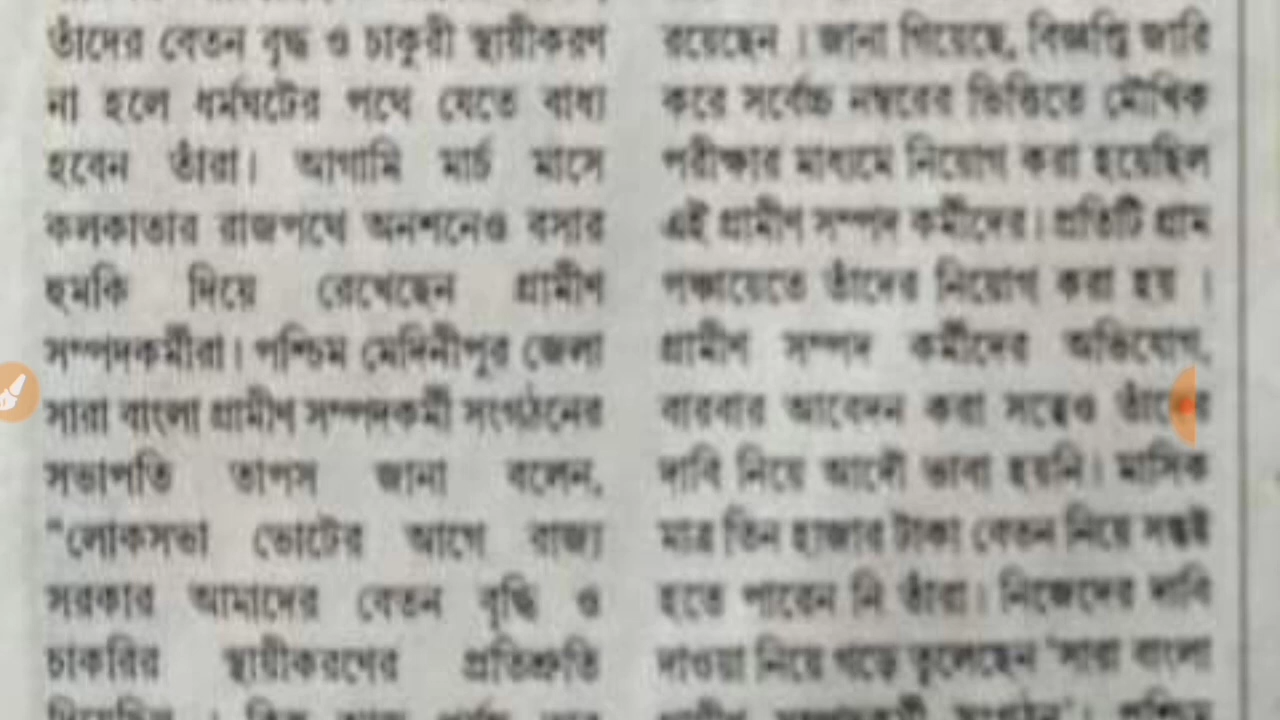 তাঁদের বেতন বৃদ্ধ ও চাকুরী স্থায়ীকরণ
না হলে ধর্মঘটের পথে যেতে বাধ্য
হবেন তাঁরা। আগামি মার্চ মাসে
কলকাতার রাজপথে অনশনেও বসার
হুমকি দিয়ে রেখেছেন গ্রামীণ
সম্পদকর্মীরা। পশ্চিম মেদিনীপুর জেলা
সারা বাংলা গ্রামীণ সম্পদকর্মী সংগঠনের
সভাপতি তাপস জানা বলেন,
"লোকসভা ভোটের আগে রাজ্য
সরকার আমাদের বেতন বৃদ্ধি ও
চাকরির স্থায়ীকরণের প্রতিশ্রুতি
রয়েছেন। জানা গিয়েছে, বিজ্ঞপ্তি জারি
করে সর্বোচ্চ নম্বরের ভিত্তিতে মৌখিক
পরীক্ষার মাধ্যমে নিয়োগ করা হয়েছিল
এই গ্রামীণ সম্পদ কর্মীদের। প্রতিটি গ্রাম
পঞ্চায়েতে তাঁদের নিয়োগ করা হয় ।
গ্রামীণ সম্পদ কর্মীদের অভিযোগ,
বারবার আবেদন করা সত্ত্বেও তাঁদের
দাবি নিয়ে আদৌ ভাবা হয়নি। মাসিক
মাত্র তিন হাজার টাকা বেতন নিয়ে সন্তুষ্ট
হতে পারেন নি তাঁরা। নিজেদের দাবি
দাওয়া নিয়ে গড়ে তুলেছেন 'সারা বাংলা